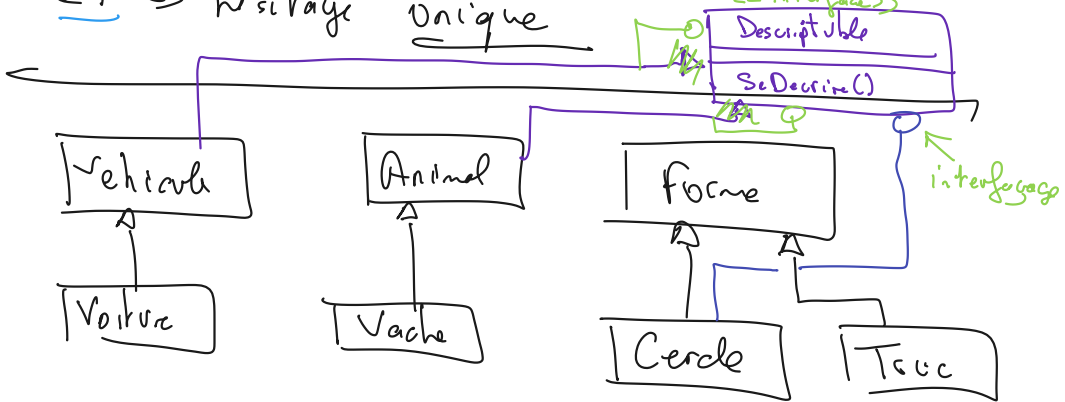 Unique
Descriptible
SeDecrire()
Vehicule
Animal
Forme
interfaçage
Voiture
Vache
Cercle
Truc